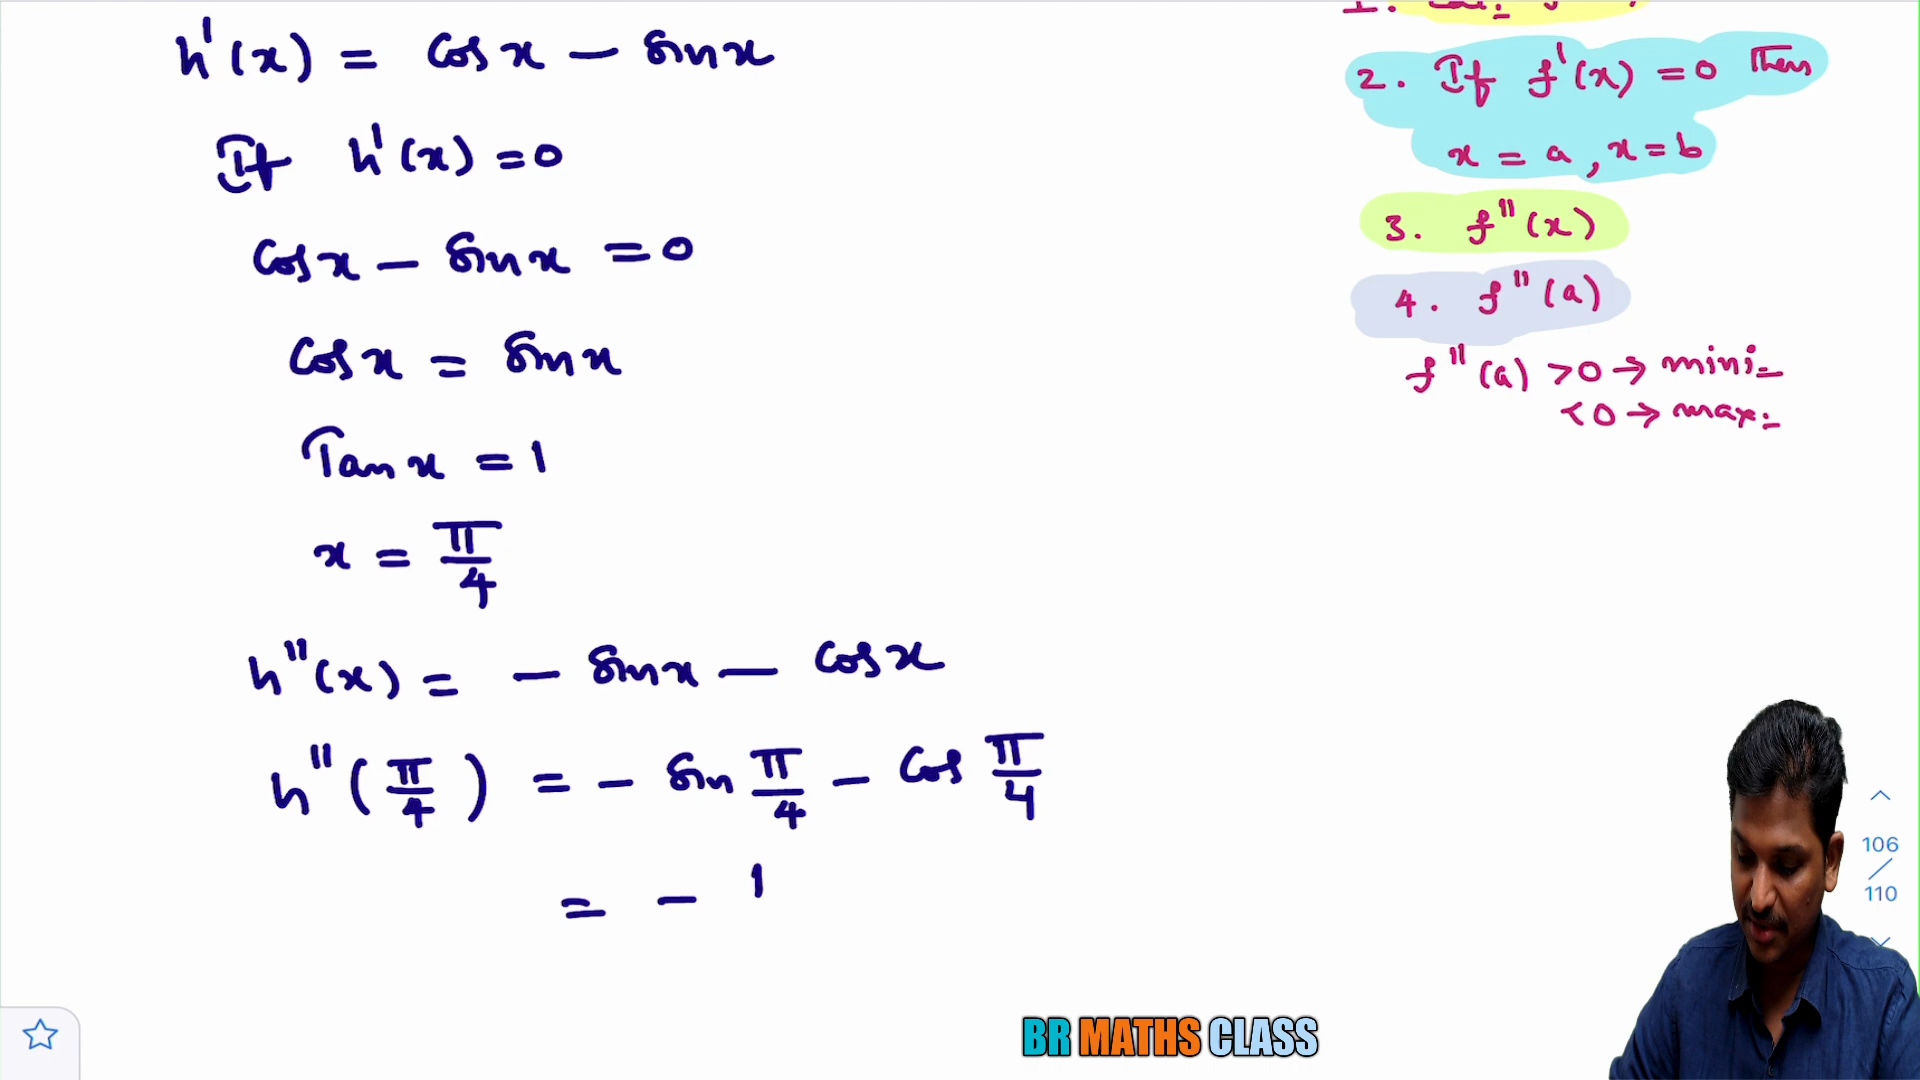 h'(x) = cos x - sin x
If h'(x) = 0
cos x - sin x = 0
cos x = sin x
Tan x = 1
x = π/4
h''(x) = - sin x - cos x
h''(π/4) = - sin π/4 - cos π/4
= - 1
2. If f'(x) = 0 Then
x = a, x = b
3. f''(x)
4. f''(a)
f''(a) > 0 → mini-
< 0 → max:-
106
/
110
BR MATHS CLASS